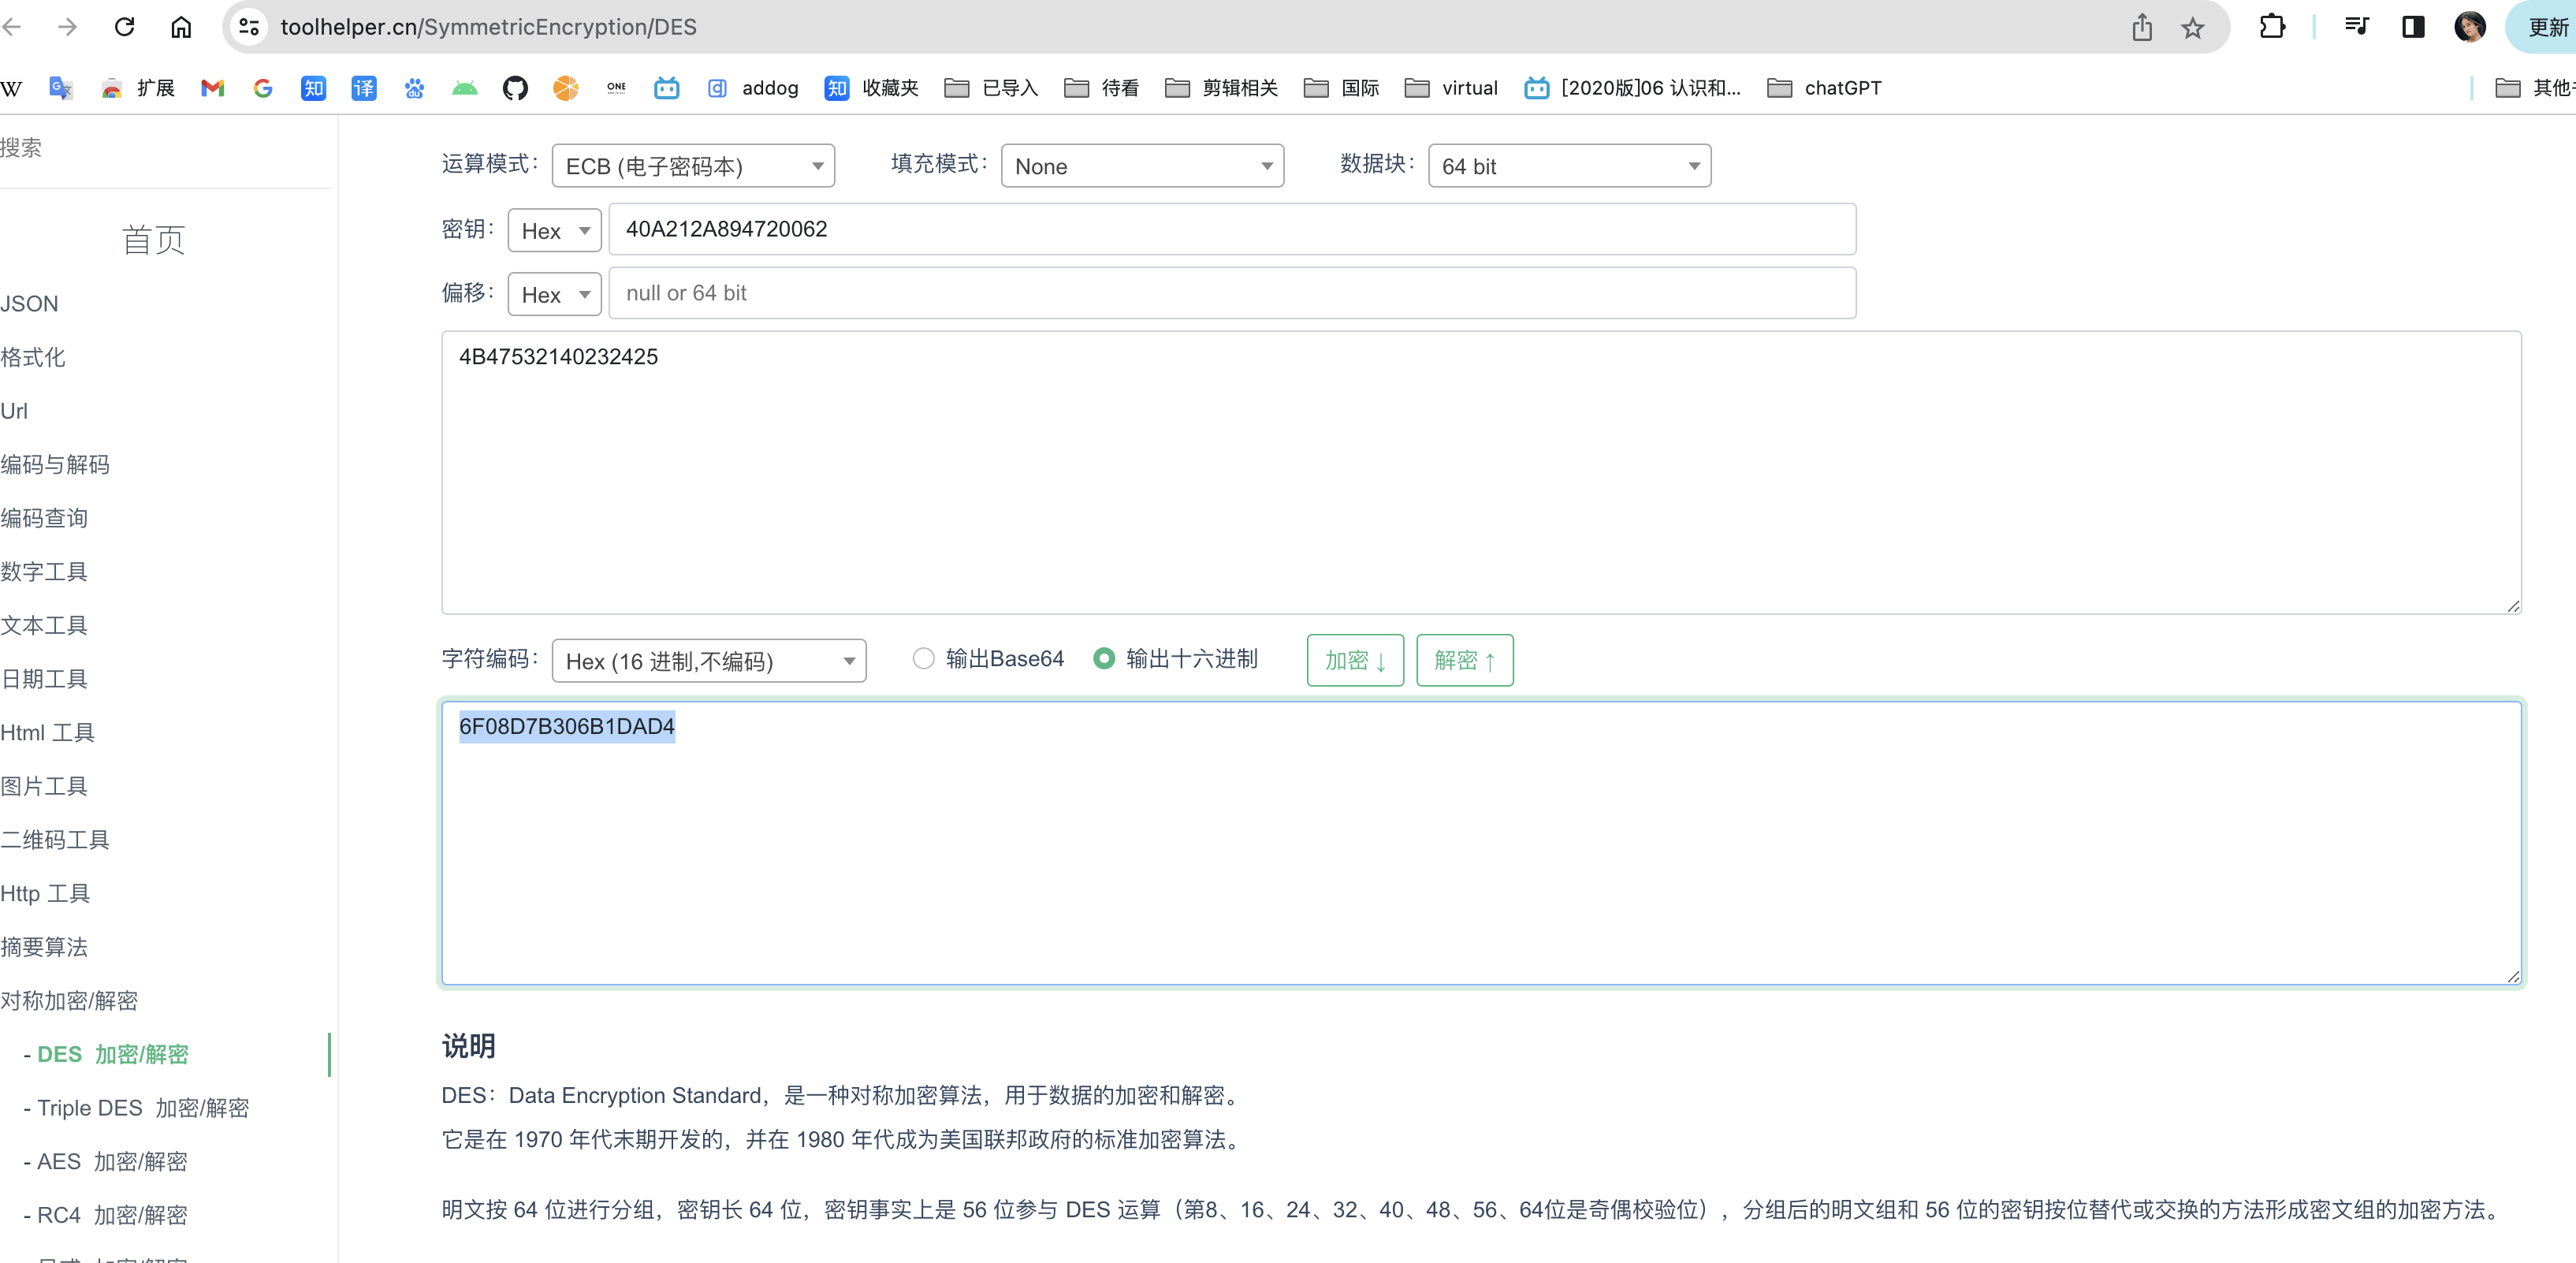 toolhelper.cn/SymmetricEncryption/DES
更新
W 扩展 知 译 ONE addog 知 收藏夹 已导入 待看 剪辑相关 国际 virtual [2020版]06 认识和... chatGPT 其他
搜索
首页
JSON
格式化
Url
编码与解码
编码查询
数字工具
文本工具
日期工具
Html 工具
图片工具
二维码工具
Http 工具
摘要算法
对称加密/解密
- DES 加密/解密
- Triple DES 加密/解密
- AES 加密/解密
- RC4 加密/解密
运算模式： ECB (电子密码本) 填充模式： None 数据块： 64 bit
密钥： Hex 40A212A894720062
偏移： Hex null or 64 bit
4B47532140232425
字符编码： Hex (16 进制,不编码) 输出Base64 输出十六进制 加密↓ 解密↑
6F08D7B306B1DAD4
说明
DES：Data Encryption Standard，是一种对称加密算法，用于数据的加密和解密。
它是在 1970 年代末期开发的，并在 1980 年代成为美国联邦政府的标准加密算法。
明文按 64 位进行分组，密钥长 64 位，密钥事实上是 56 位参与 DES 运算（第8、16、24、32、40、48、56、64位是奇偶校验位），分组后的明文组和 56 位的密钥按位替代或交换的方法形成密文组的加密方法。